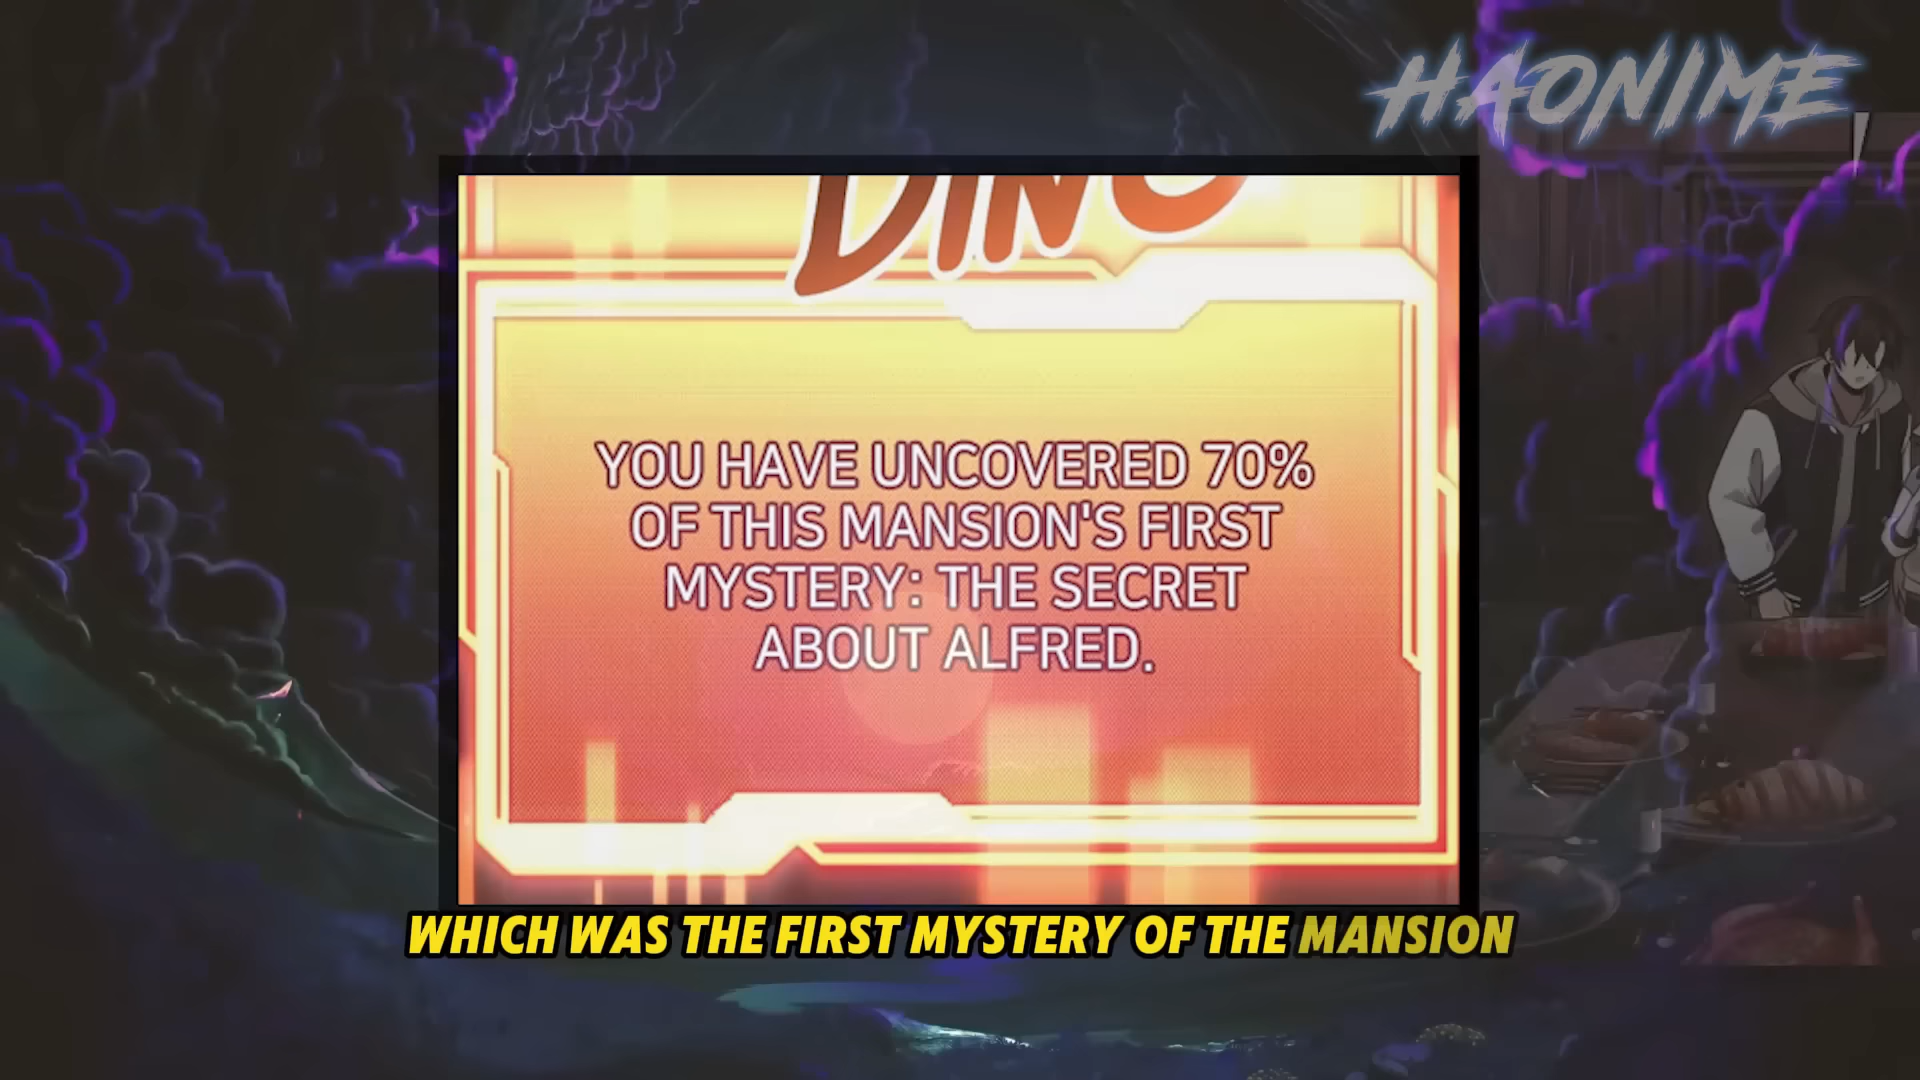 HAONIME
DING
YOU HAVE UNCOVERED 70%
OF THIS MANSION'S FIRST
MYSTERY: THE SECRET
ABOUT ALFRED.
WHICH WAS THE FIRST MYSTERY OF THE MANSION